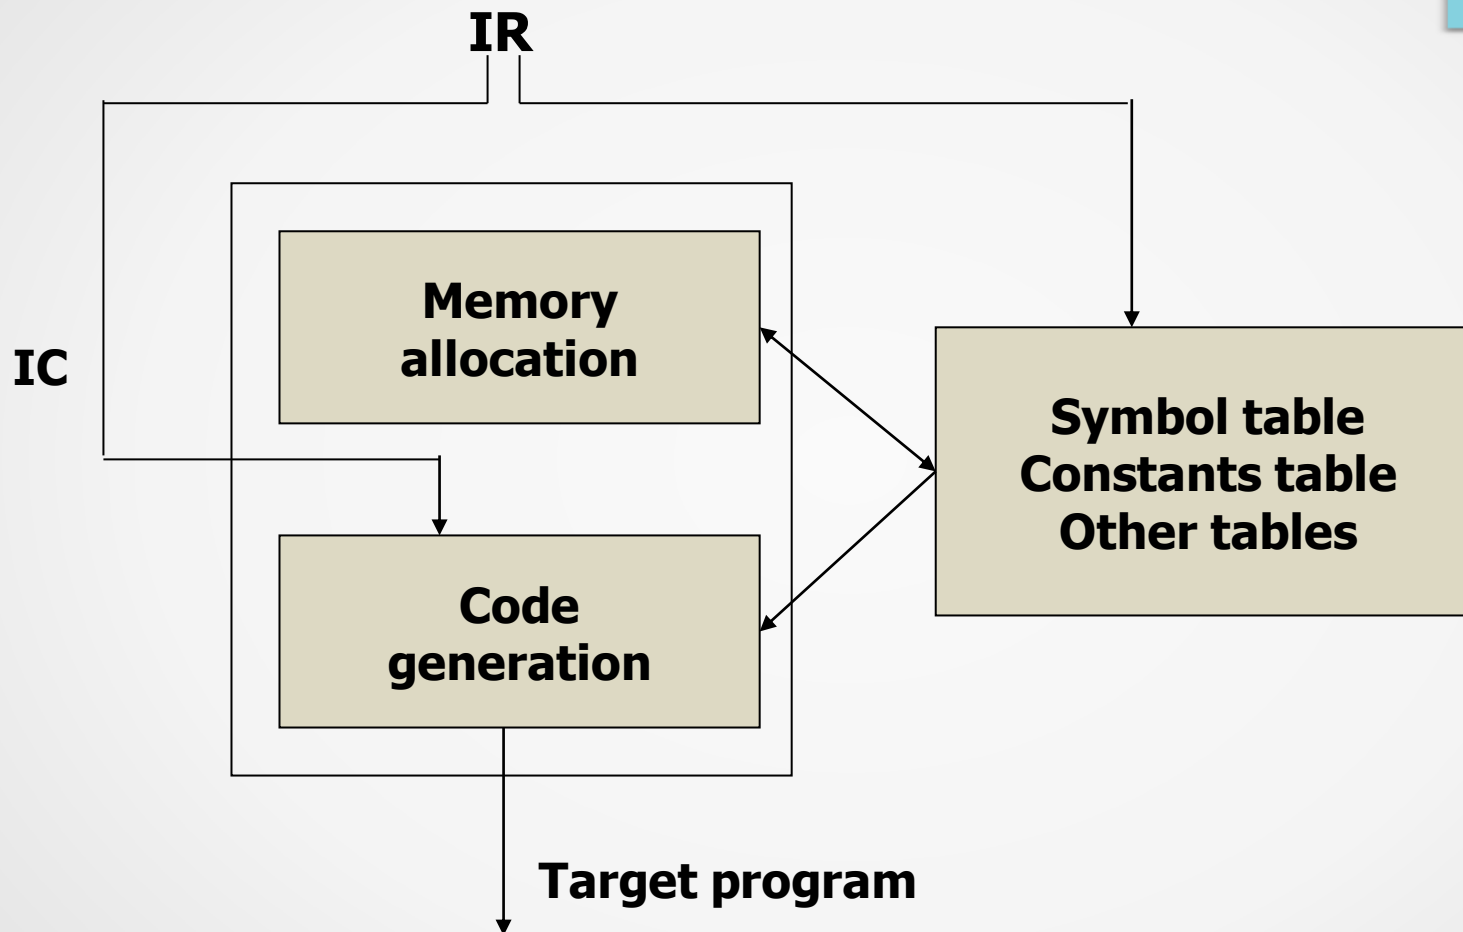 IR
Memory
allocation
IC
Symbol table
Constants table
Other tables
Code
generation
Target program